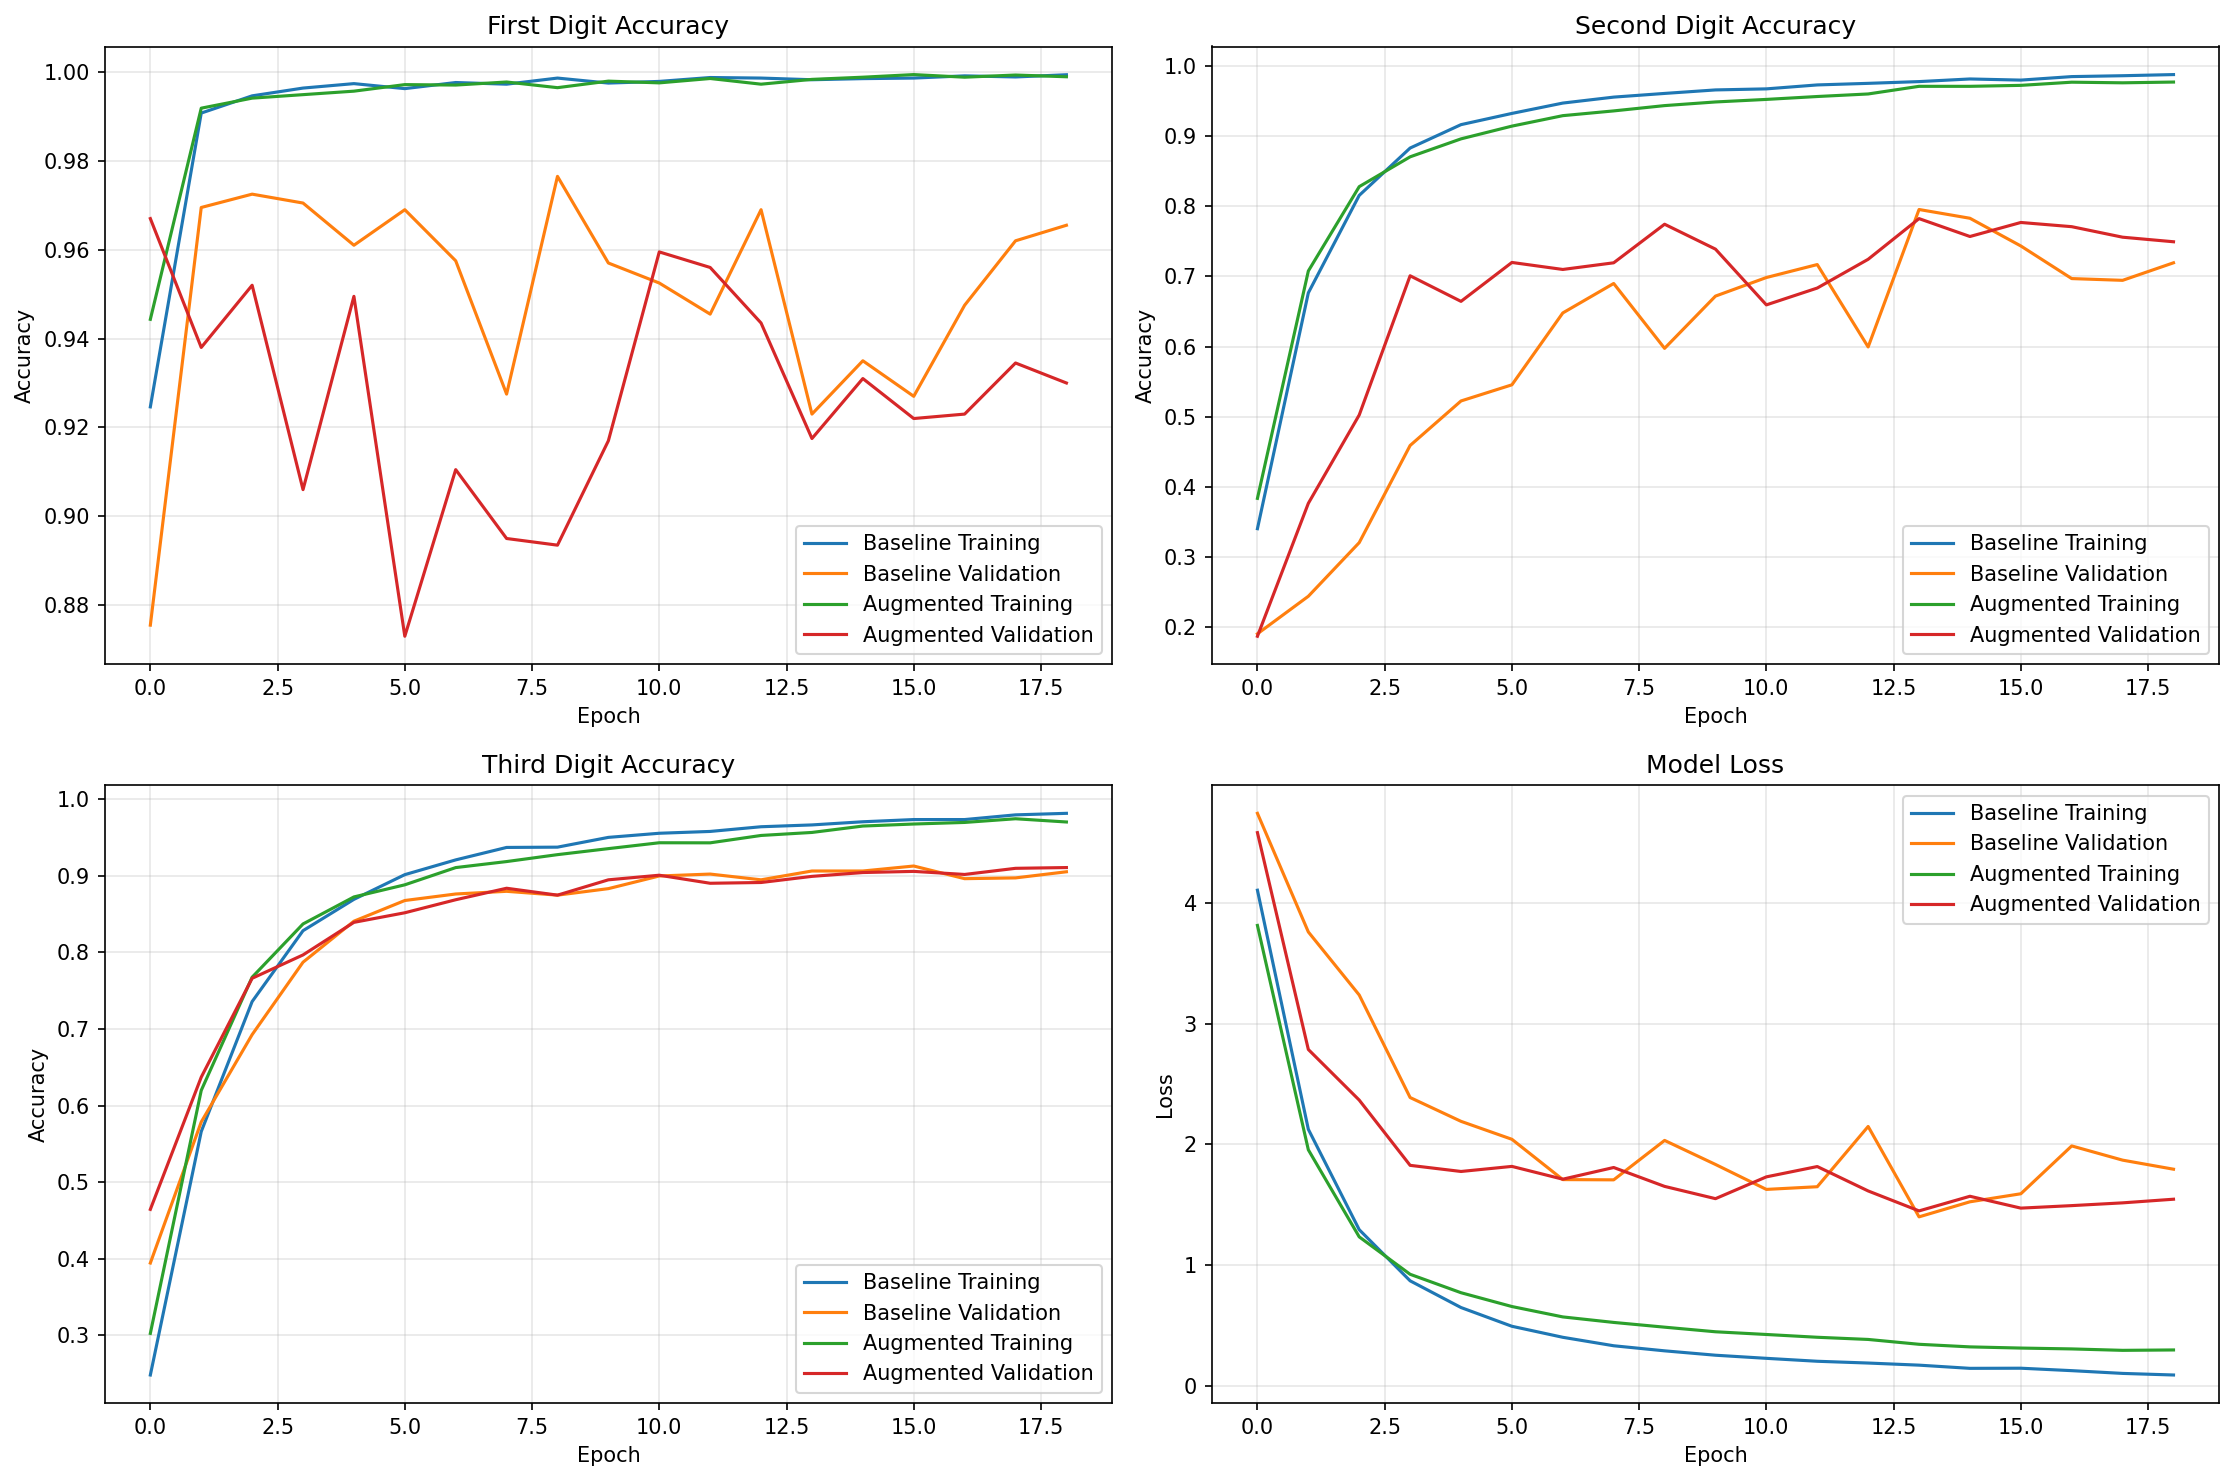 First Digit Accuracy
1.00
0.98
0.96
0.94
0.92
0.90
0.88
Accuracy
0.0 2.5 5.0 7.5 10.0 12.5 15.0 17.5
Epoch
Baseline Training
Baseline Validation
Augmented Training
Augmented Validation
Second Digit Accuracy
1.0
0.9
0.8
0.7
0.6
0.5
0.4
0.3
0.2
Accuracy
0.0 2.5 5.0 7.5 10.0 12.5 15.0 17.5
Epoch
Baseline Training
Baseline Validation
Augmented Training
Augmented Validation
Third Digit Accuracy
1.0
0.9
0.8
0.7
0.6
0.5
0.4
0.3
Accuracy
0.0 2.5 5.0 7.5 10.0 12.5 15.0 17.5
Epoch
Baseline Training
Baseline Validation
Augmented Training
Augmented Validation
Model Loss
4
3
2
1
0
Loss
0.0 2.5 5.0 7.5 10.0 12.5 15.0 17.5
Epoch
Baseline Training
Baseline Validation
Augmented Training
Augmented Validation